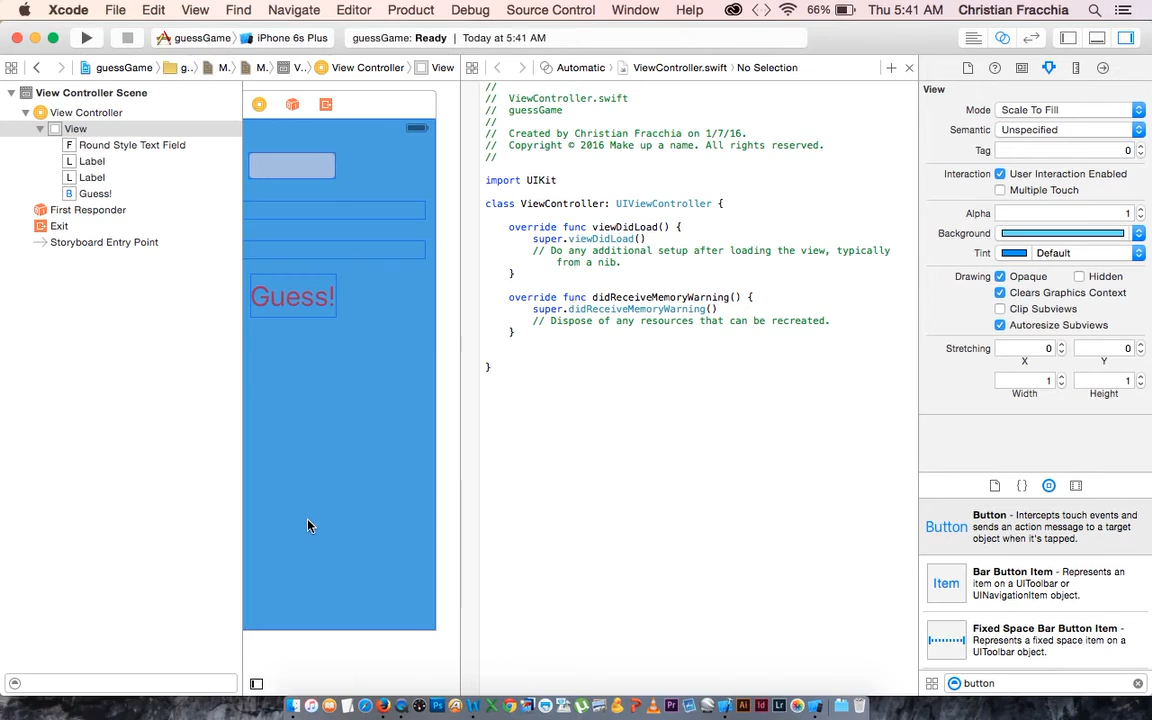 Xcode File Edit View Find Navigate Editor Product Debug Source Control Window Help 66% Thu 5:41 AM Christian Fracchia
guessGame iPhone 6s Plus guessGame: Ready Today at 5:41 AM
guessGame g... M. M. V... View Controller View Automatic ViewController.swift No Selection
View Controller Scene
View Controller
View
F Round Style Text Field
L Label
L Label
B Guess!
First Responder
Exit
Storyboard Entry Point
Guess!
//
// ViewController.swift
// guessGame
//
// Created by Christian Fracchia on 1/7/16.
// Copyright © 2016 Make up a name. All rights reserved.
//
import UIKit
class ViewController: UIViewController {
override func viewDidLoad() {
super.viewDidLoad()
// Do any additional setup after loading the view, typically
from a nib.
}
override func didReceiveMemoryWarning() {
super.didReceiveMemoryWarning()
// Dispose of any resources that can be recreated.
}
}
View
Mode Scale To Fill
Semantic Unspecified
Tag 0
Interaction User Interaction Enabled
Multiple Touch
Alpha 1
Background
Tint Default
Drawing Opaque Hidden
Clears Graphics Context
Clip Subviews
Autoresize Subviews
Stretching 0 0
X Y
1 1
Width Height
Button
Button - Intercepts touch events and
sends an action message to a target
object when it's tapped.
Item
Bar Button Item - Represents an
item on a UIToolbar or
UINavigationItem object.
Fixed Space Bar Button Item -
Represents a fixed space item on a
UIToolbar object.
button